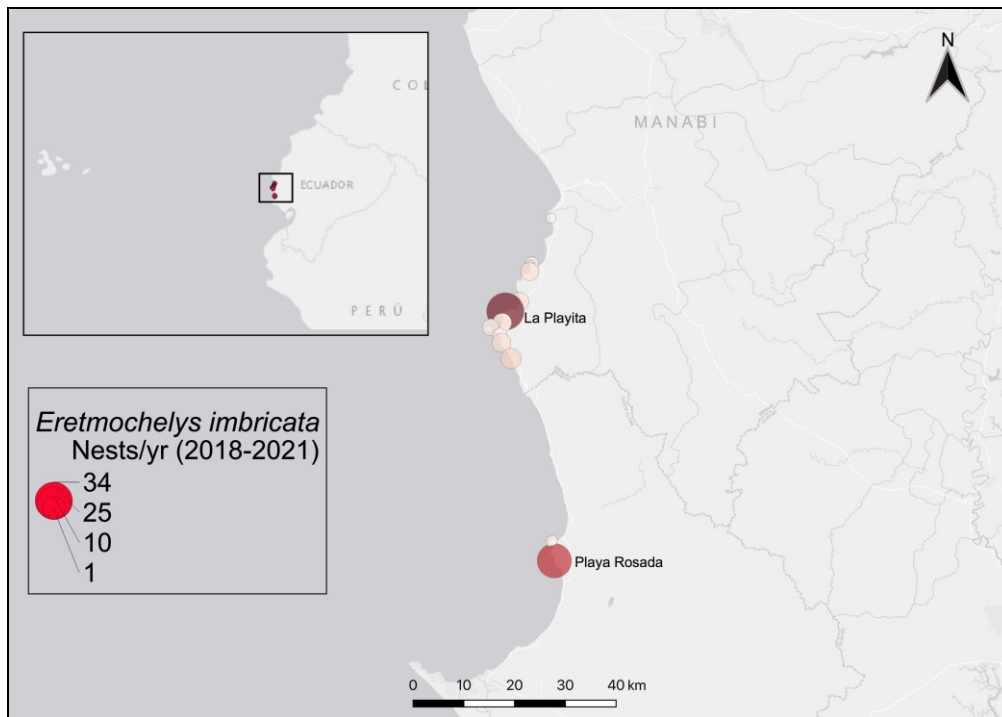 COL
ECUADOR
PERÚ
N
MANABI
La Playita
Playa Rosada
Eretmochelys imbricata
Nests/yr (2018-2021)
34
25
10
1
0 10 20 30 40 km